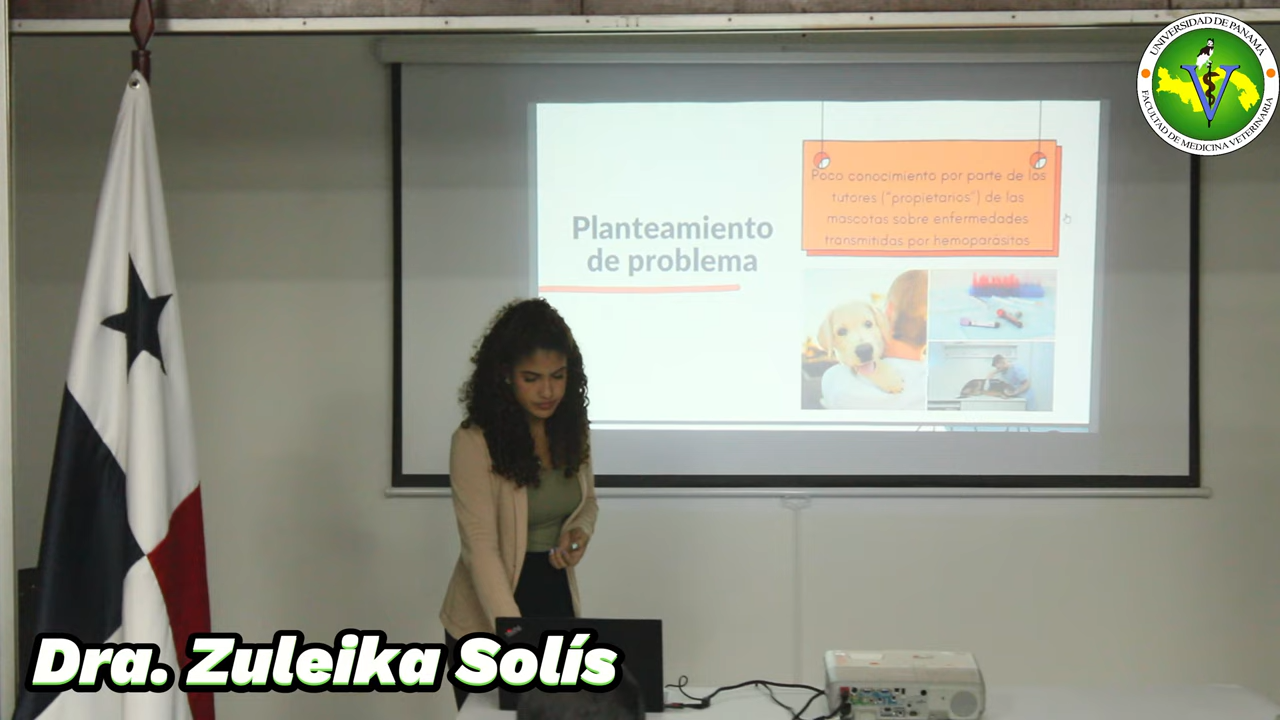 UNIVERSIDAD DE PANAMÁ
FACULTAD DE MEDICINA VETERINARIA
Planteamiento
de problema
Poco conocimiento por parte de los
tutores ("propietarios") de las
mascotas sobre enfermedades
transmitidas por hemoparásitos
Dra. Zuleika Solís